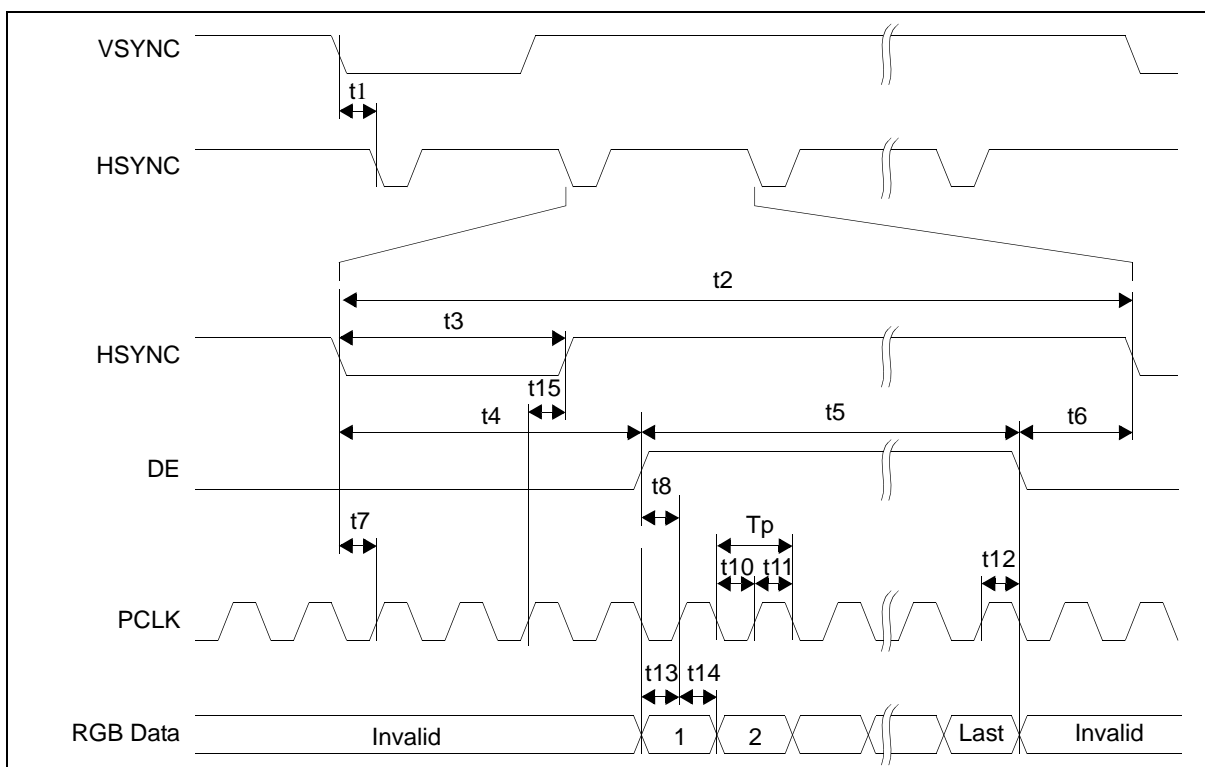 VSYNC
t1
HSYNC
t2
t3
HSYNC
t15
t4
t5
t6
DE
t8
t7
Tp
t10
t11
t12
PCLK
t13
t14
RGB Data
Invalid
1
2
Last
Invalid